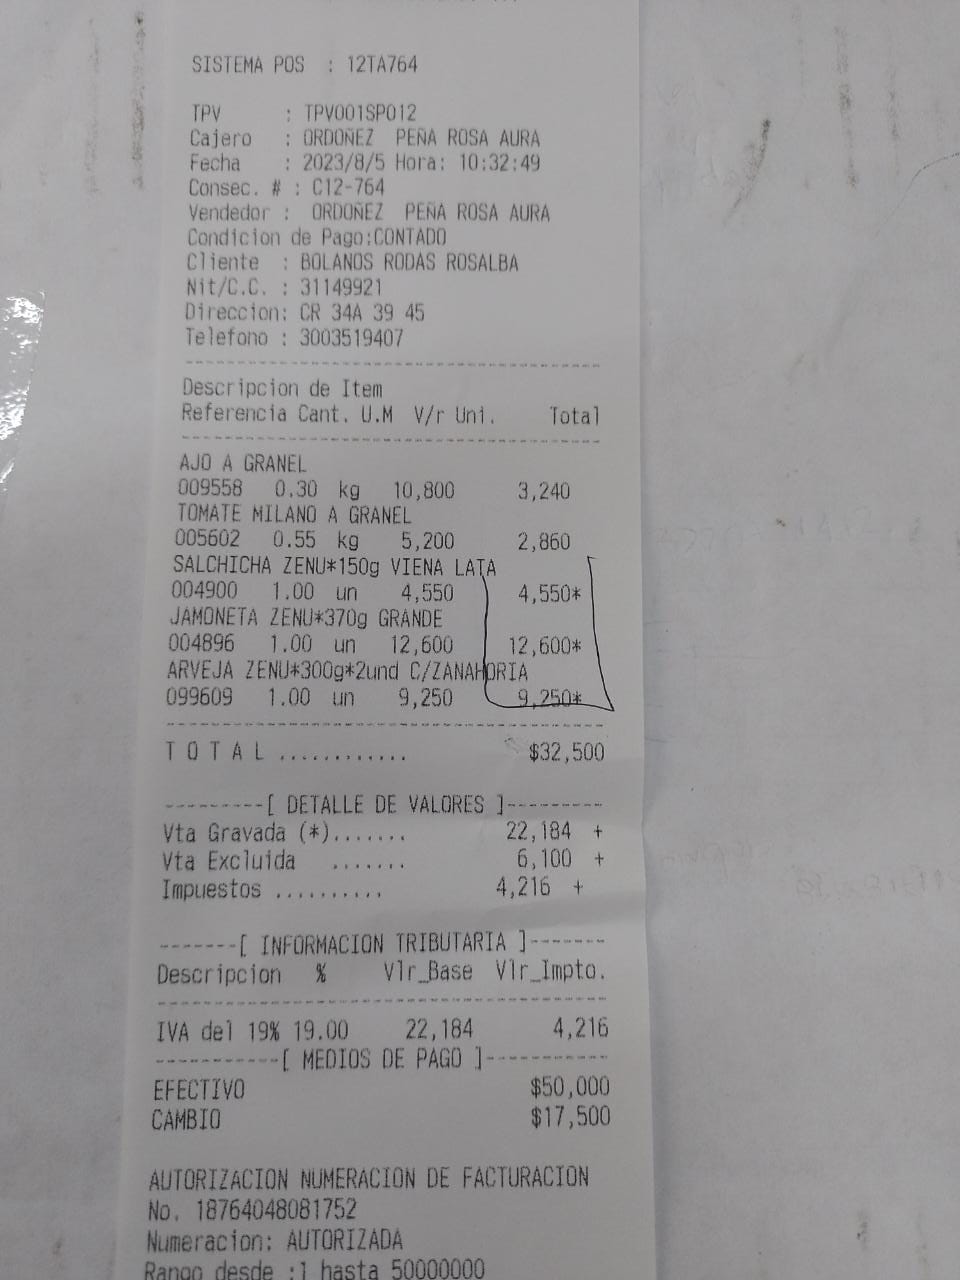 SISTEMA POS : 12TA764
TPV : TPV001SP012
Cajero : ORDOÑEZ PEÑA ROSA AURA
Fecha : 2023/8/5 Hora: 10:32:49
Consec. # : C12-764
Vendedor : ORDOÑEZ PEÑA ROSA AURA
Condicion de Pago:CONTADO
Cliente : BOLANOS RODAS ROSALBA
Nit/C.C. : 31149921
Direccion: CR 34A 39 45
Telefono : 3003519407
Descripcion de Item
Referencia Cant. U.M V/r Uni. Total
AJO A GRANEL
009558 0.30 kg 10,800 3,240
TOMATE MILANO A GRANEL
005602 0.55 kg 5,200 2,860
SALCHICHA ZENU*150g VIENA LATA
004900 1.00 un 4,550 4,550*
JAMONETA ZENU*370g GRANDE
004896 1.00 un 12,600 12,600*
ARVEJA ZENU*300g*2und C/ZANAHORIA
099609 1.00 un 9,250 9,250*
T O T A L ............ $32,500
---------[ DETALLE DE VALORES ]---------
Vta Gravada (*)....... 22,184 +
Vta Excluida ....... 6,100 +
Impuestos .......... 4,216 +
-------[ INFORMACION TRIBUTARIA ]-------
Descripcion % Vlr_Base Vlr_Impto.
IVA del 19% 19.00 22,184 4,216
-----------[ MEDIOS DE PAGO ]-----------
EFECTIVO $50,000
CAMBIO $17,500
AUTORIZACION NUMERACION DE FACTURACION
No. 18764048081752
Numeracion: AUTORIZADA
Rango desde :1 hasta 50000000